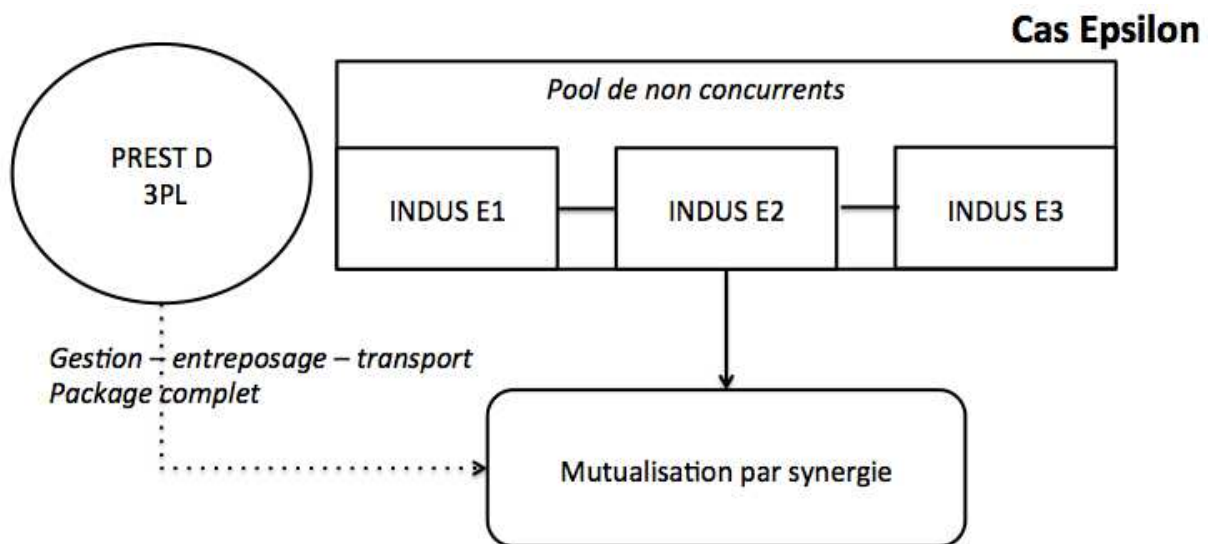 Cas Epsilon
Pool de non concurrents
PREST D
3PL
INDUS E1
INDUS E2
INDUS E3
Gestion – entreposage – transport
Package complet
Mutualisation par synergie